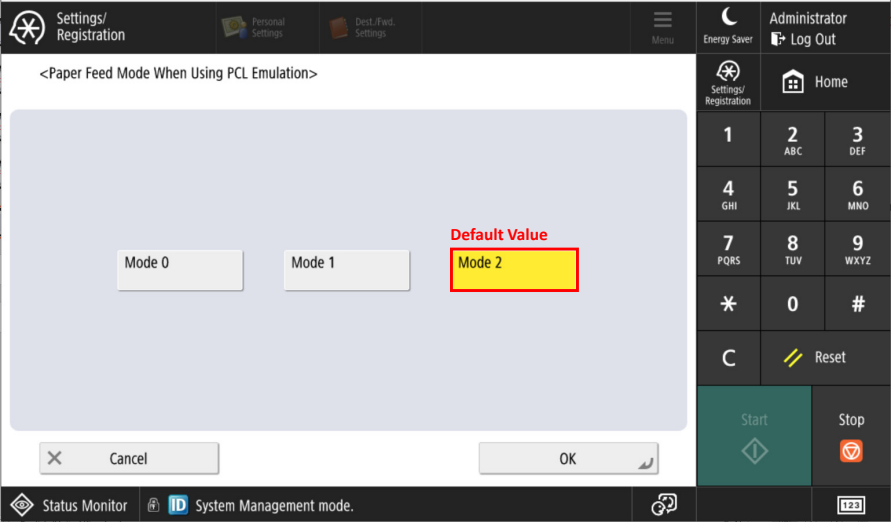 Settings/
Registration
Personal
Settings
Dest./Fwd.
Settings
Menu
Energy Saver
Administrator
Log Out
<Paper Feed Mode When Using PCL Emulation>
Settings/
Registration
Home
1
2
ABC
3
DEF
4
GHI
5
JKL
6
MNO
Default Value
Mode 0
Mode 1
Mode 2
7
PQRS
8
TUV
9
WXYZ
*
0
#
C
Reset
Start
Stop
Cancel
OK
Status Monitor
ID
System Management mode.
123